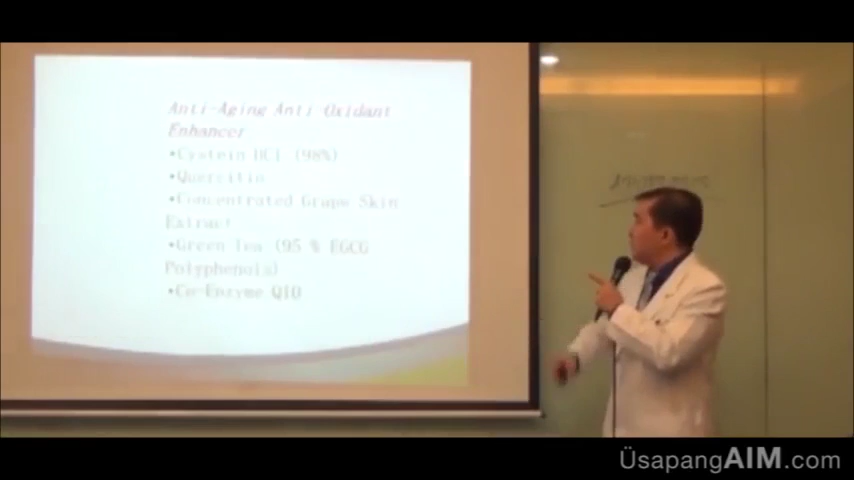 Anti-Aging Anti-Oxidant
Enhancer
•Cystein HCl (98%)
•Quercitin
•Concentrated Grape Skin
Extract
•Green Tea (95 % EGCG
Polyphenols)
•Co-Enzyme Q10
ÜsapangAIM.com